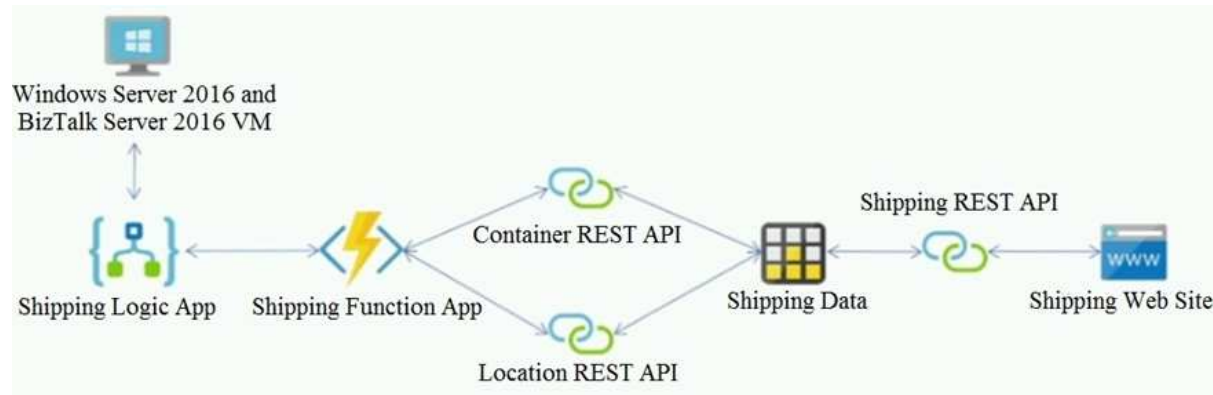 Windows Server 2016 and
BizTalk Server 2016 VM
Shipping REST API
Container REST API
www
Shipping Logic App
Shipping Function App
Shipping Data
Shipping Web Site
Location REST API